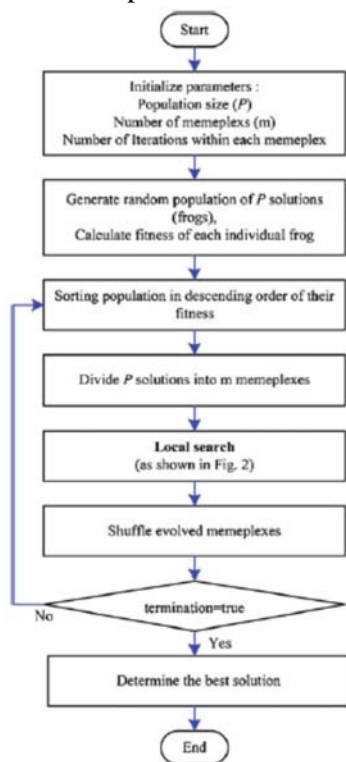 Start
Initialize parameters :
Population size (P)
Number of memeplexs (m)
Number of Iterations within each memeplex
Generate random population of P solutions
(frogs),
Calculate fitness of each individual frog
Sorting population in descending order of their
fitness
Divide P solutions into m memeplexes
Local search
(as shown in Fig. 2)
Shuffle evolved memeplexes
termination=true
No
Yes
Determine the best solution
End